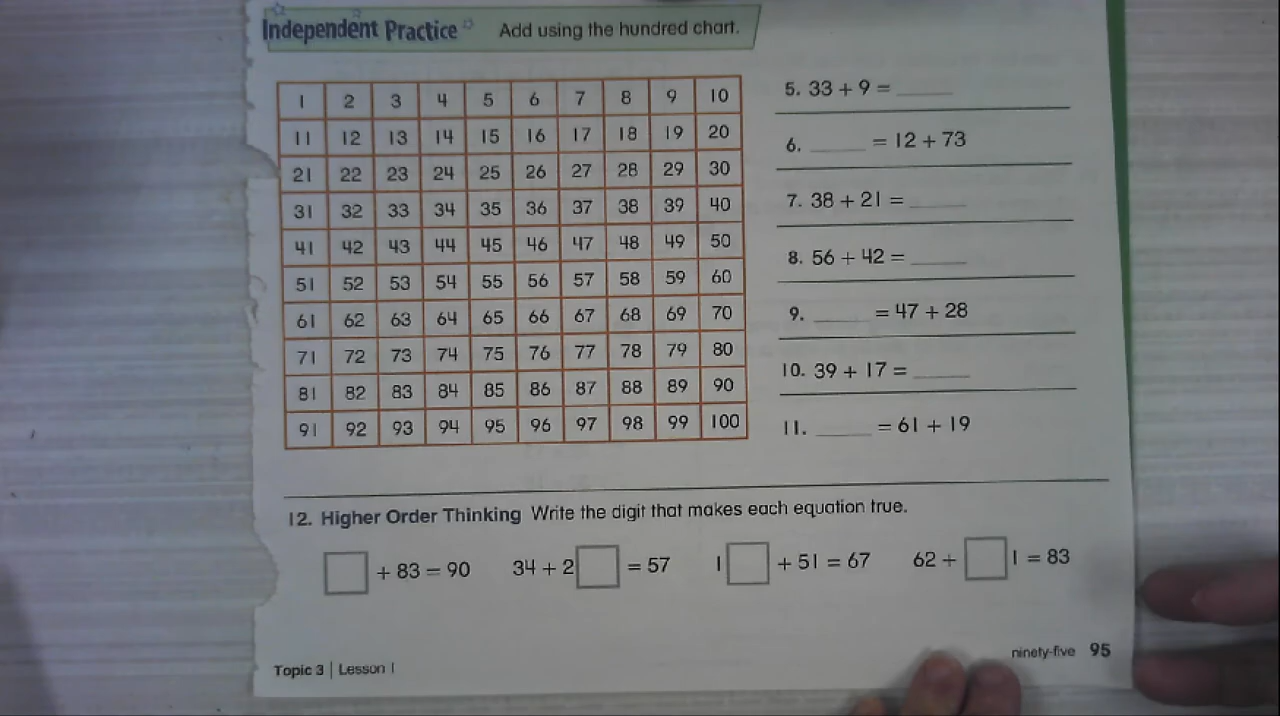 Independent Practice Add using the hundred chart.
1 2 3 4 5 6 7 8 9 10
11 12 13 14 15 16 17 18 19 20
21 22 23 24 25 26 27 28 29 30
31 32 33 34 35 36 37 38 39 40
41 42 43 44 45 46 47 48 49 50
51 52 53 54 55 56 57 58 59 60
61 62 63 64 65 66 67 68 69 70
71 72 73 74 75 76 77 78 79 80
81 82 83 84 85 86 87 88 89 90
91 92 93 94 95 96 97 98 99 100
5. 33 + 9 = ____
6. ____ = 12 + 73
7. 38 + 21 = ____
8. 56 + 42 = ____
9. ____ = 47 + 28
10. 39 + 17 = ____
11. ____ = 61 + 19
12. Higher Order Thinking Write the digit that makes each equation true.
□ + 83 = 90 34 + 2□ = 57 1□ + 51 = 67 62 + □1 = 83
Topic 3 | Lesson 1
ninety-five 95